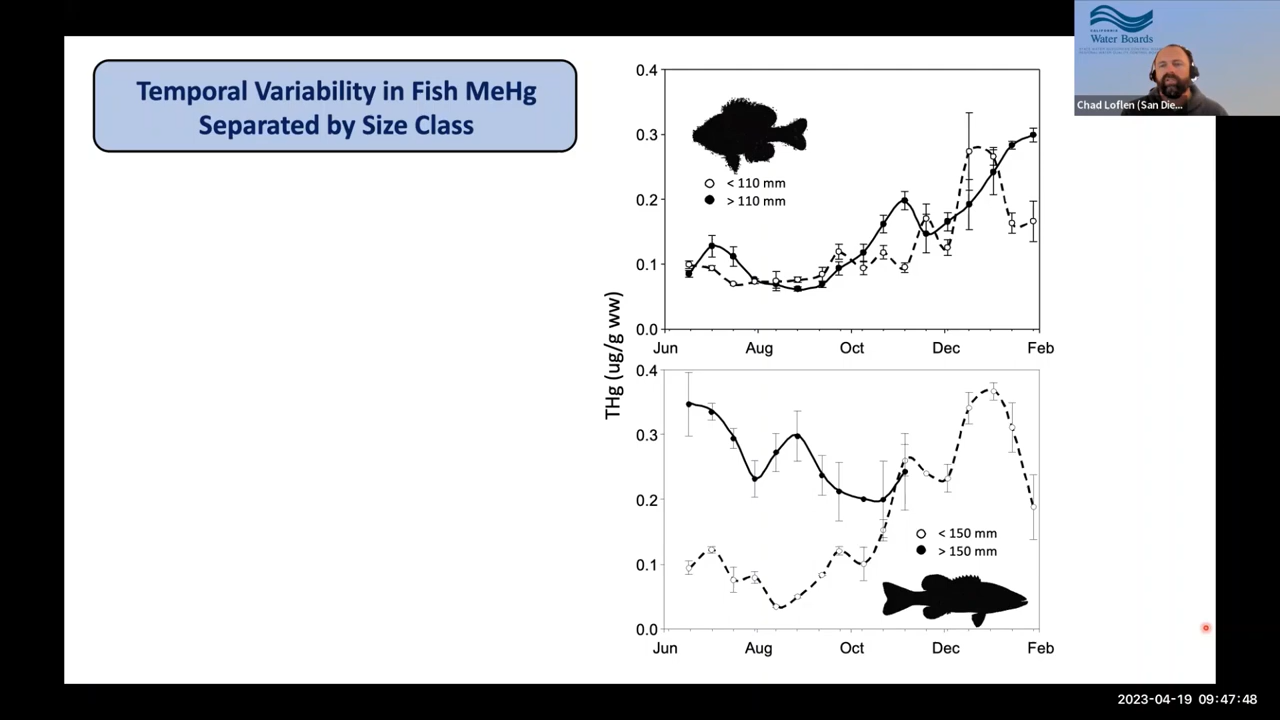 Temporal Variability in Fish MeHg
Separated by Size Class
THg (ug/g ww)
0.4
0.3
0.2
0.1
0.0
< 110 mm
> 110 mm
Jun Aug Oct Dec Feb
0.4
0.3
0.2
0.1
0.0
< 150 mm
> 150 mm
Jun Aug Oct Dec Feb
CALIFORNIA
Water Boards
Chad Loflen (San Die...
2023-04-19 09:47:48